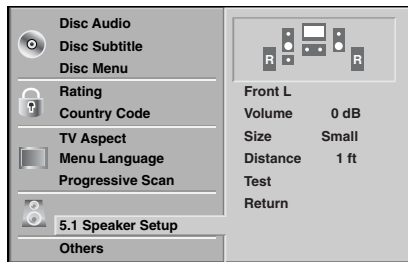 Disc Audio
Disc Subtitle
Disc Menu
Rating
Country Code
TV Aspect
Menu Language
Progressive Scan
5.1 Speaker Setup
Others
R R
Front L
Volume 0 dB
Size Small
Distance 1 ft
Test
Return